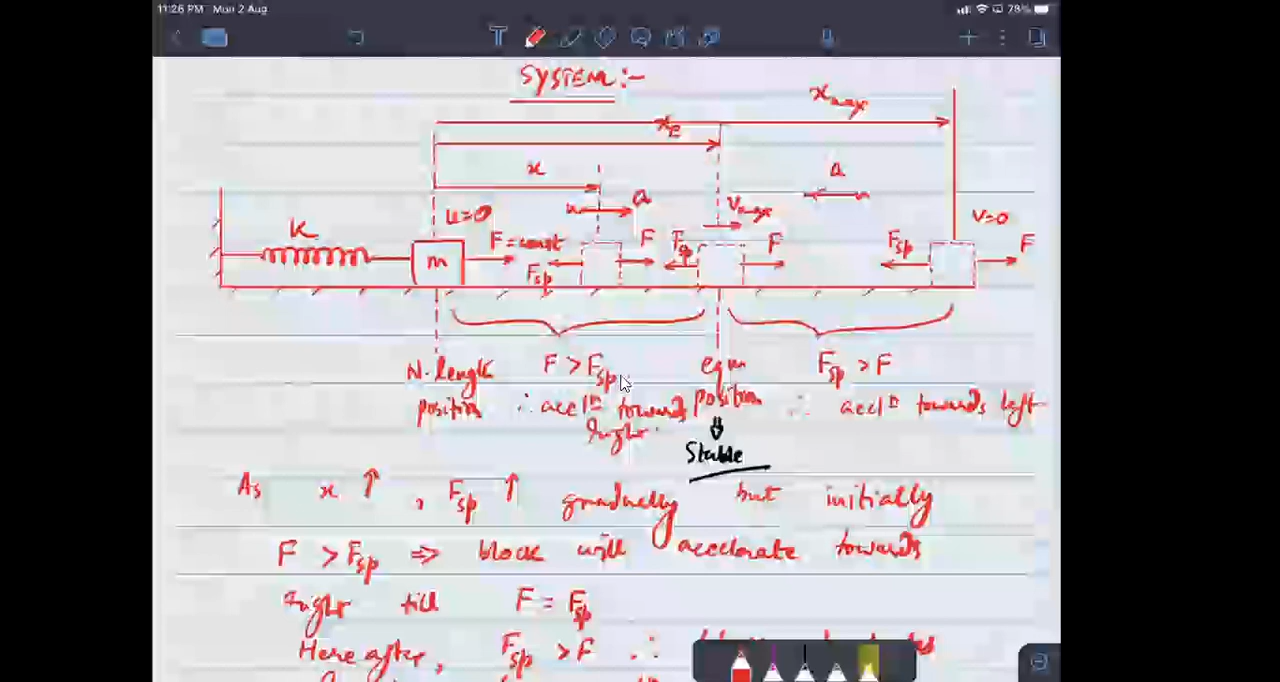 11:26 PM Mon 2 Aug
78%
SYSTEM :-
xmax
xE
x
a
a
u=0
Vmax
V=0
K
m
F = const
Fsp
F
Fsp
F
Fsp
F
N. length
position
F > Fsp
∴ accln towards
right.
eqm
position
⇓
Stable
Fsp > F
∴ accln towards left
As x ↑ , Fsp ↑ gradually but initially
F > Fsp ⇒ block will accelerate towards
right till F = Fsp
Here after, Fsp > F ∴